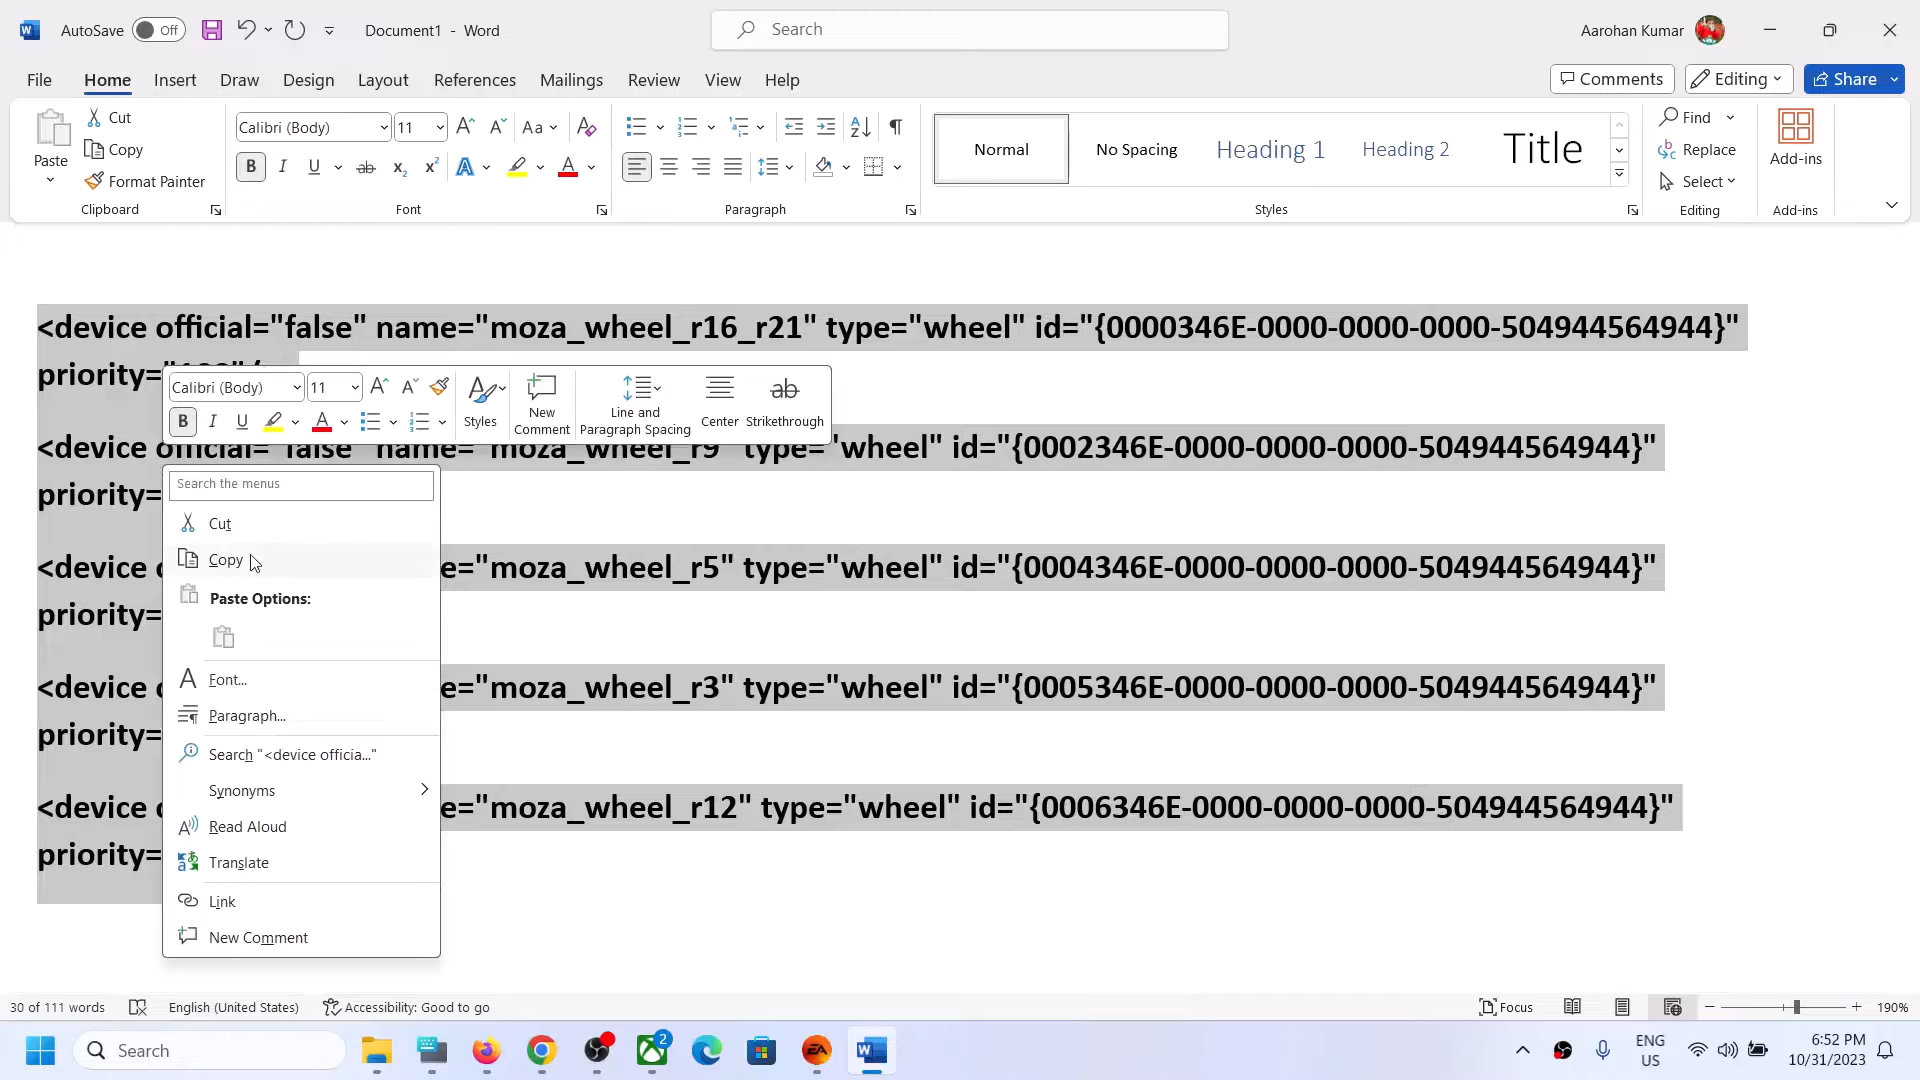 AutoSave Off Document1 - Word Search Aarohan Kumar
File Home Insert Draw Design Layout References Mailings Review View Help Comments Editing Share
Paste Cut Copy Format Painter Clipboard
Calibri (Body) 11 Aa
B I U ab x₂ x² A A
Font Paragraph
Normal No Spacing Heading 1 Heading 2 Title
Styles
Find Replace Select Editing
Add-ins
Add-ins
<device official="false" name="moza_wheel_r16_r21" type="wheel" id="{0000346E-0000-0000-0000-504944564944}"
priority=
Calibri (Body) 11
B I U A Styles New Comment Line and Paragraph Spacing Center ab Strikethrough
<device official="false" name="moza_wheel_r9" type="wheel" id="{0002346E-0000-0000-0000-504944564944}"
priority=
<device
e="moza_wheel_r5" type="wheel" id="{0004346E-0000-0000-0000-504944564944}"
priority=
<device
e="moza_wheel_r3" type="wheel" id="{0005346E-0000-0000-0000-504944564944}"
priority=
<device
e="moza_wheel_r12" type="wheel" id="{0006346E-0000-0000-0000-504944564944}"
priority=
Search the menus
Cut
Copy
Paste Options:
Font...
Paragraph...
Search "<device officia..."
Synonyms
Read Aloud
Translate
Link
New Comment
30 of 111 words English (United States) Accessibility: Good to go Focus 190%
Search 2 EA ENG
US 6:52 PM
10/31/2023